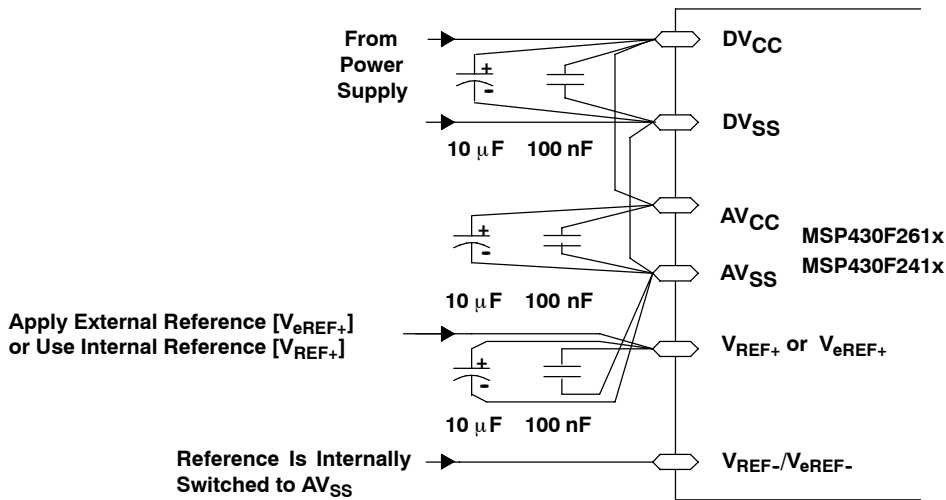 From
Power
Supply
DVCC
+
-
DVSS
10 μF 100 nF
AVCC
MSP430F261x
MSP430F241x
+
-
AVSS
10 μF 100 nF
Apply External Reference [VeREF+]
or Use Internal Reference [VREF+]
VREF+ or VeREF+
+
-
10 μF 100 nF
Reference Is Internally
Switched to AVSS
VREF-/VeREF-